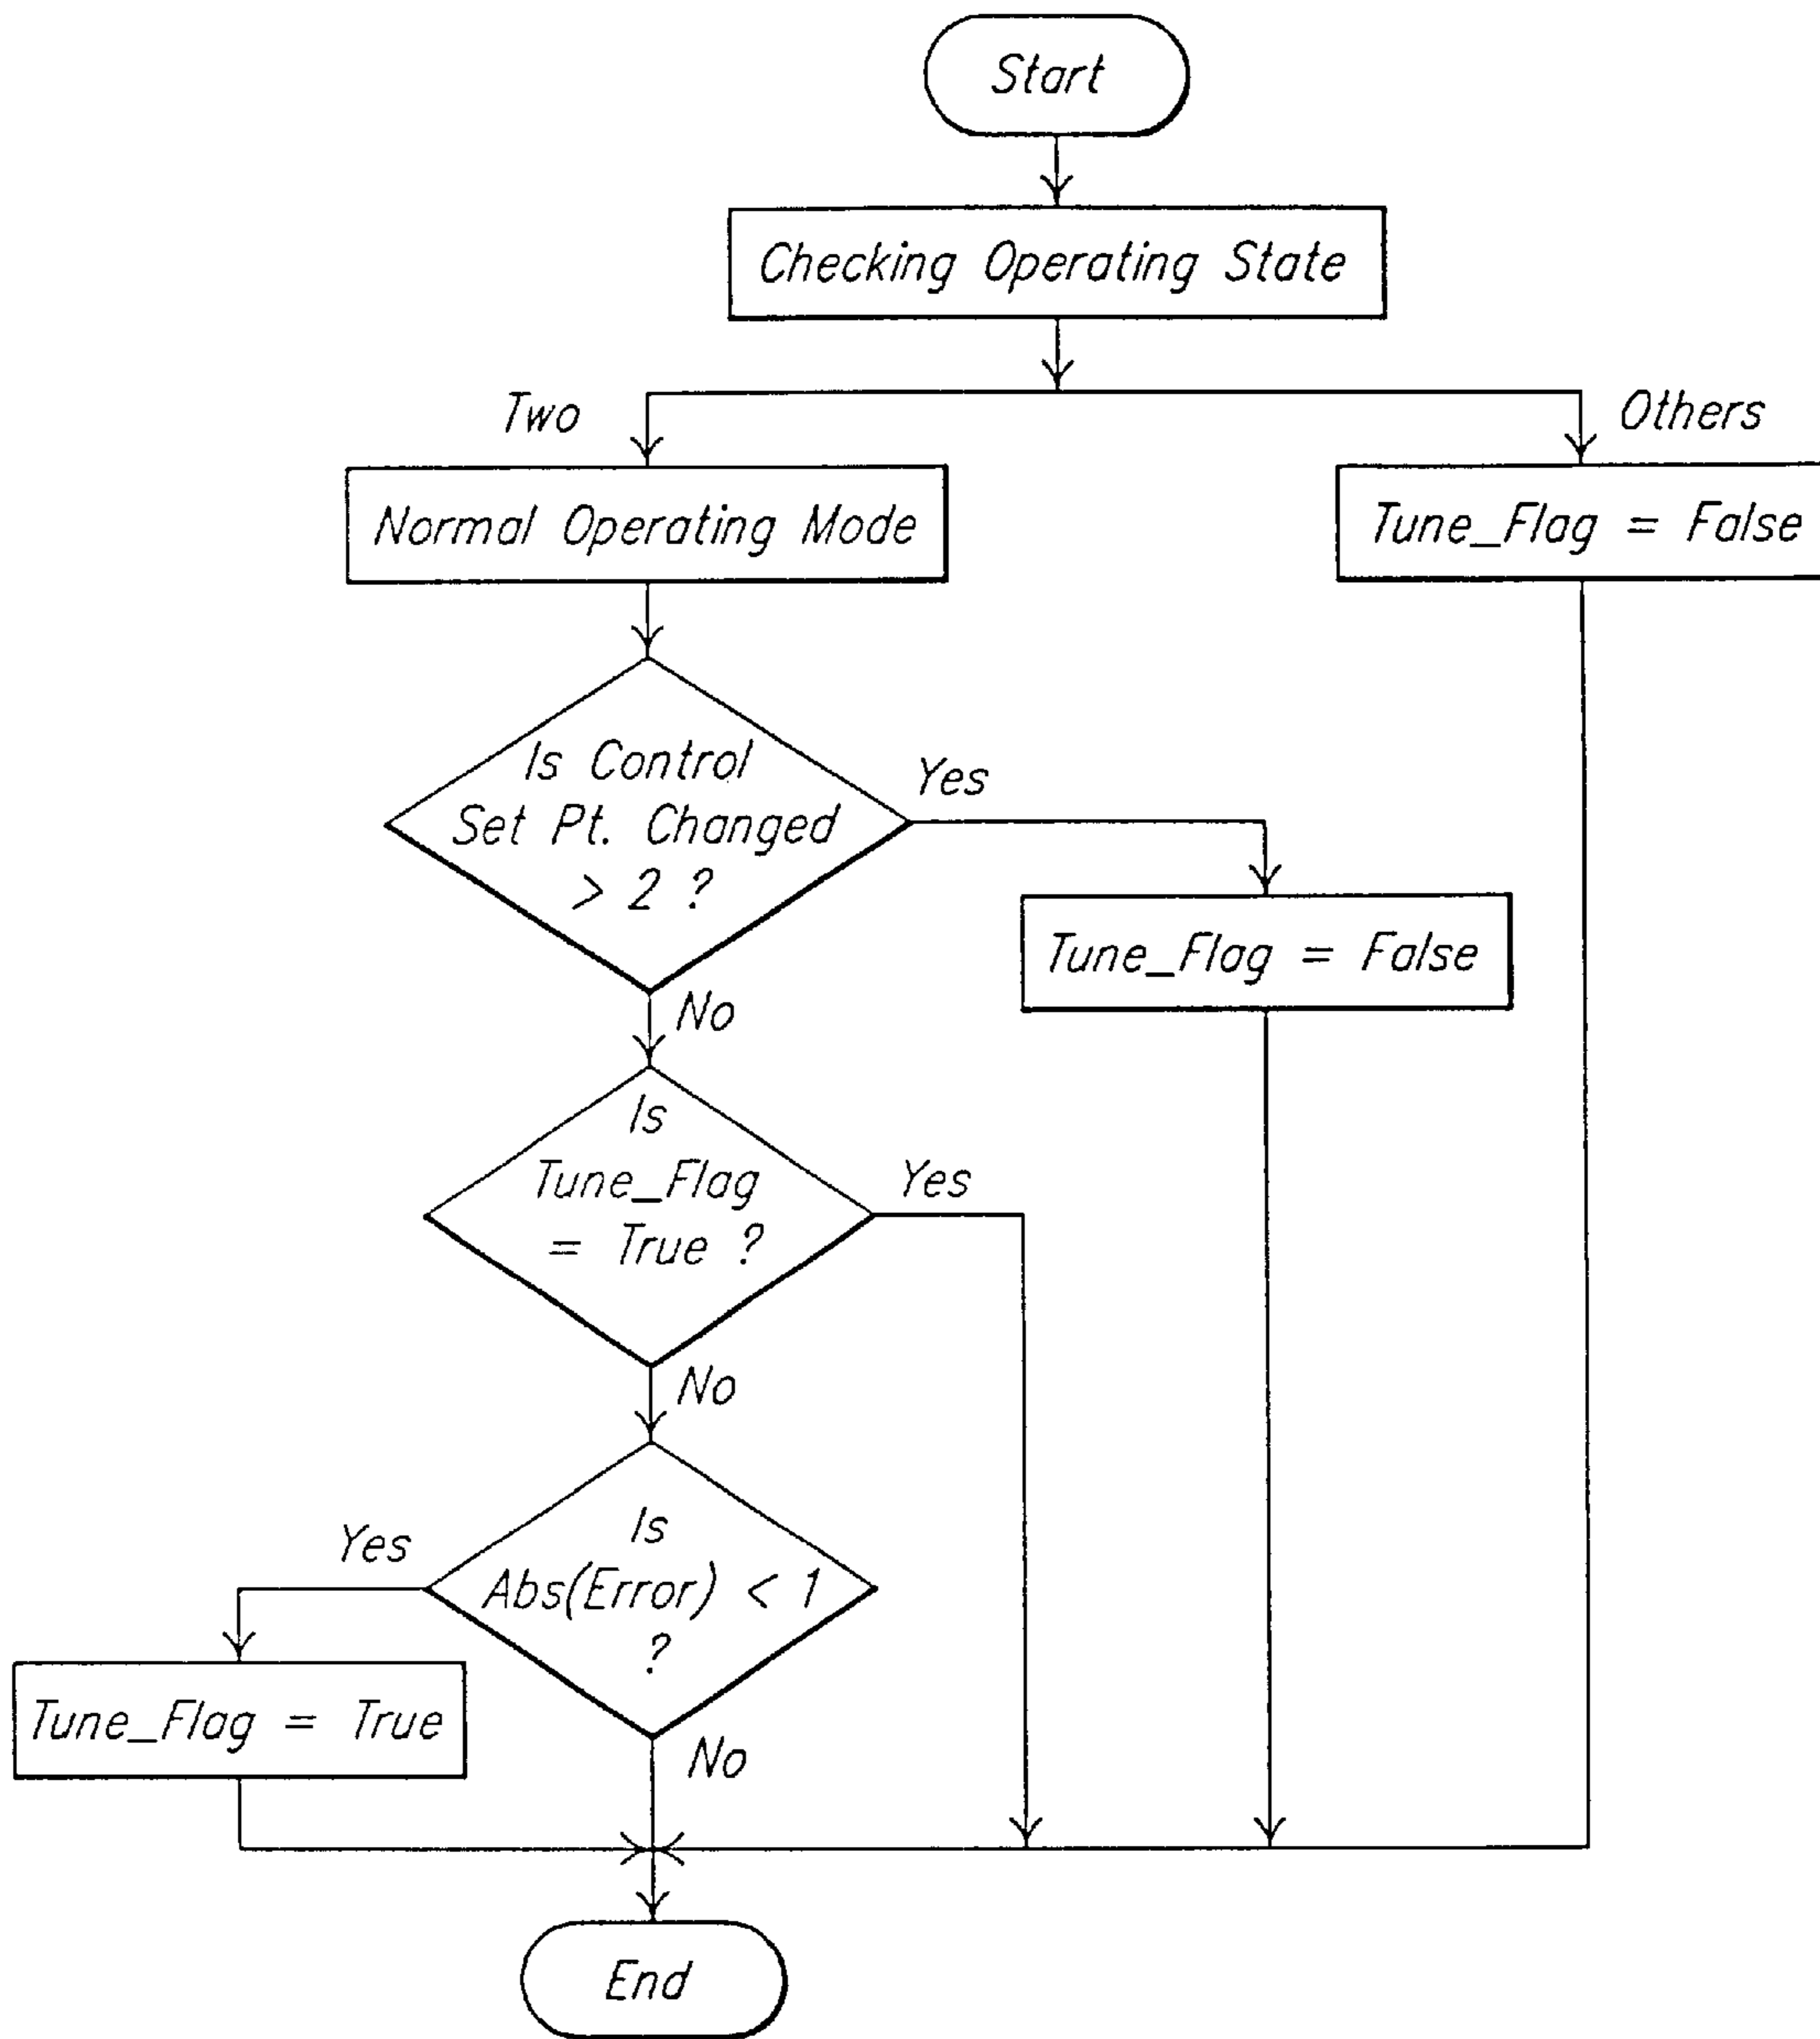 Start
Checking Operating State
Two
Others
Normal Operating Mode
Tune_Flag = False
Is Control
Set Pt. Changed
> 2 ?
Yes
Tune_Flag = False
No
Is
Tune_Flag
= True ?
Yes
No
Is
Abs(Error) < 1
?
Yes
Tune_Flag = True
No
End